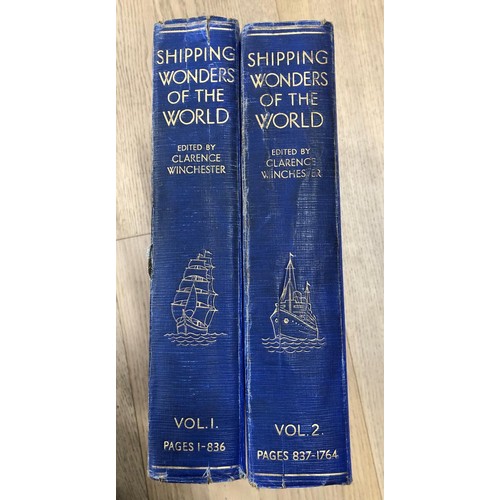 SHIPPING
WONDERS
OF THE
WORLD
EDITED BY
CLARENCE
WINCHESTER
VOL.1.
PAGES 1-836
SHIPPING
WONDERS
OF THE
WORLD
EDITED BY
CLARENCE
WINCHESTER
VOL.2.
PAGES 837-1764